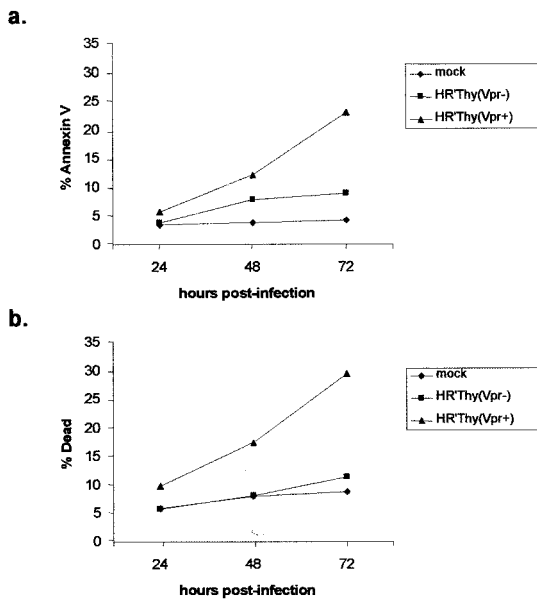 a.
35
30
25
20
15
10
5
0
% Annexin V
24 48 72
hours post-infection
mock
HR'Thy(Vpr-)
HR'Thy(Vpr+)
b.
35
30
25
20
15
10
5
0
% Dead
24 48 72
hours post-infection
mock
HR'Thy(Vpr-)
HR'Thy(Vpr+)